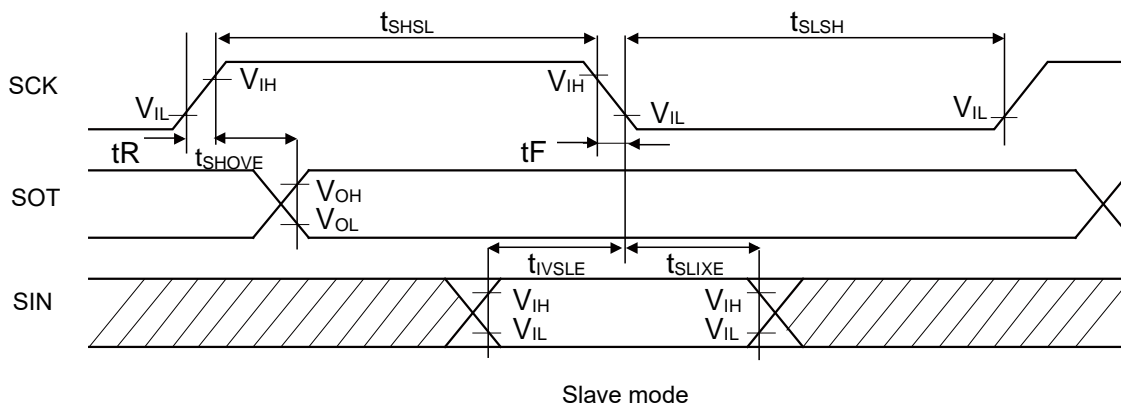 tSHSL tSLSH
SCK VIH VIH
VIL VIL VIL
tR tSHOVE tF
SOT VOH
VOL
tIVSLE tSLIXE
SIN VIH VIH
VIL VIL
Slave mode